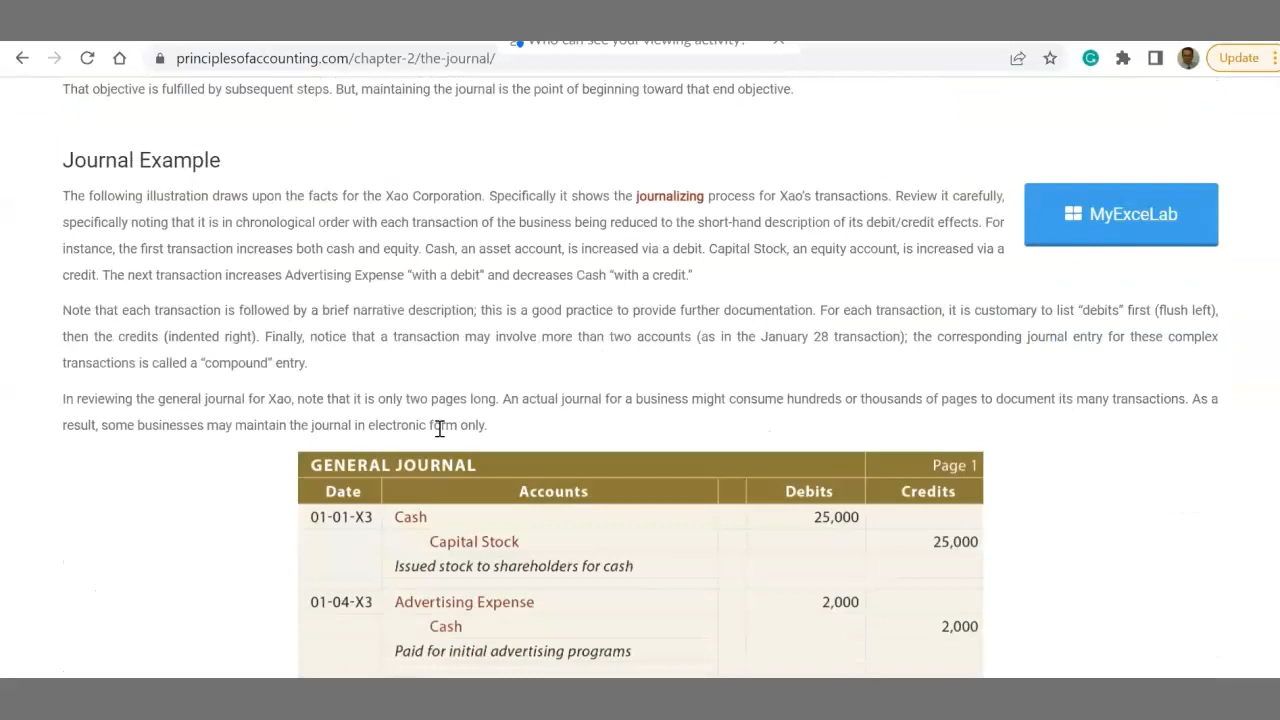 Who can see your viewing activity?
principlesofaccounting.com/chapter-2/the-journal/
Update
That objective is fulfilled by subsequent steps. But, maintaining the journal is the point of beginning toward that end objective.
Journal Example
The following illustration draws upon the facts for the Xao Corporation. Specifically it shows the journalizing process for Xao's transactions. Review it carefully,
specifically noting that it is in chronological order with each transaction of the business being reduced to the short-hand description of its debit/credit effects. For
instance, the first transaction increases both cash and equity. Cash, an asset account, is increased via a debit. Capital Stock, an equity account, is increased via a
credit. The next transaction increases Advertising Expense “with a debit” and decreases Cash “with a credit.”
MyExceLab
Note that each transaction is followed by a brief narrative description; this is a good practice to provide further documentation. For each transaction, it is customary to list “debits” first (flush left),
then the credits (indented right). Finally, notice that a transaction may involve more than two accounts (as in the January 28 transaction); the corresponding journal entry for these complex
transactions is called a “compound” entry.
In reviewing the general journal for Xao, note that it is only two pages long. An actual journal for a business might consume hundreds or thousands of pages to document its many transactions. As a
result, some businesses may maintain the journal in electronic form only.
GENERAL JOURNAL Page 1
Date Accounts Debits Credits
01-01-X3 Cash 25,000
Capital Stock 25,000
Issued stock to shareholders for cash
01-04-X3 Advertising Expense 2,000
Cash 2,000
Paid for initial advertising programs